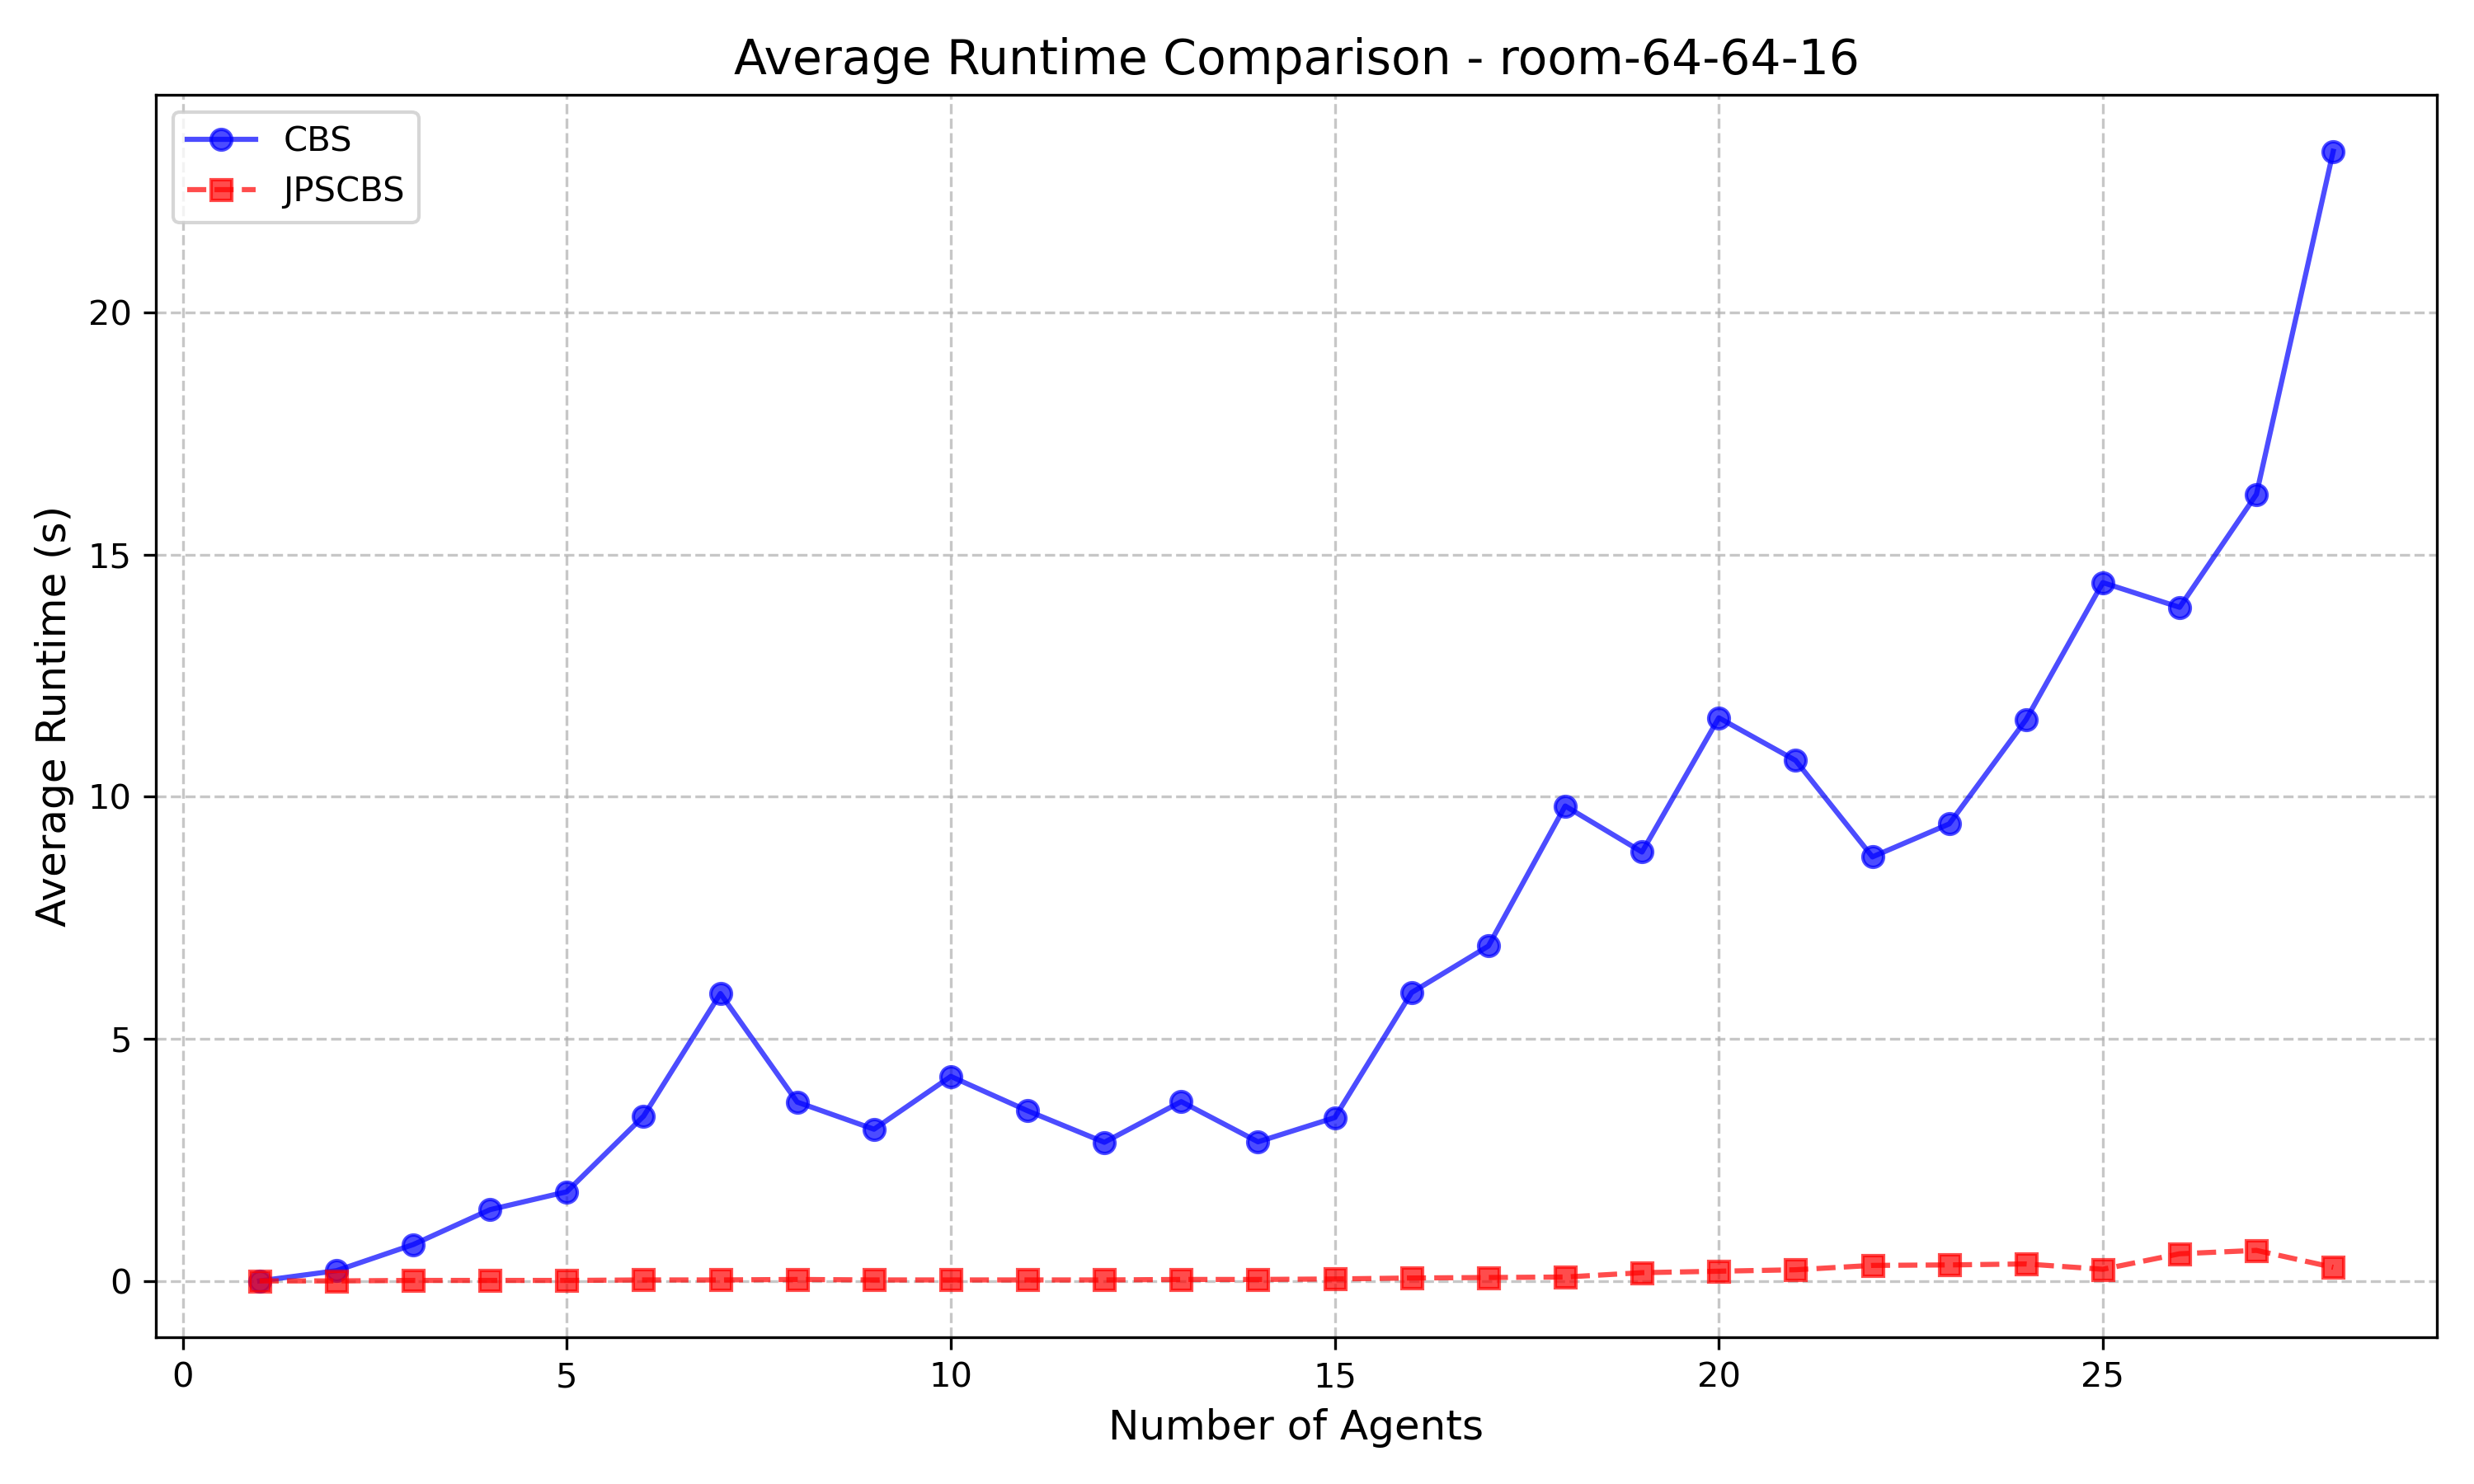 Average Runtime Comparison - room-64-64-16
CBS
JPSCBS
Average Runtime (s)
20
15
10
5
0
0 5 10 15 20 25
Number of Agents